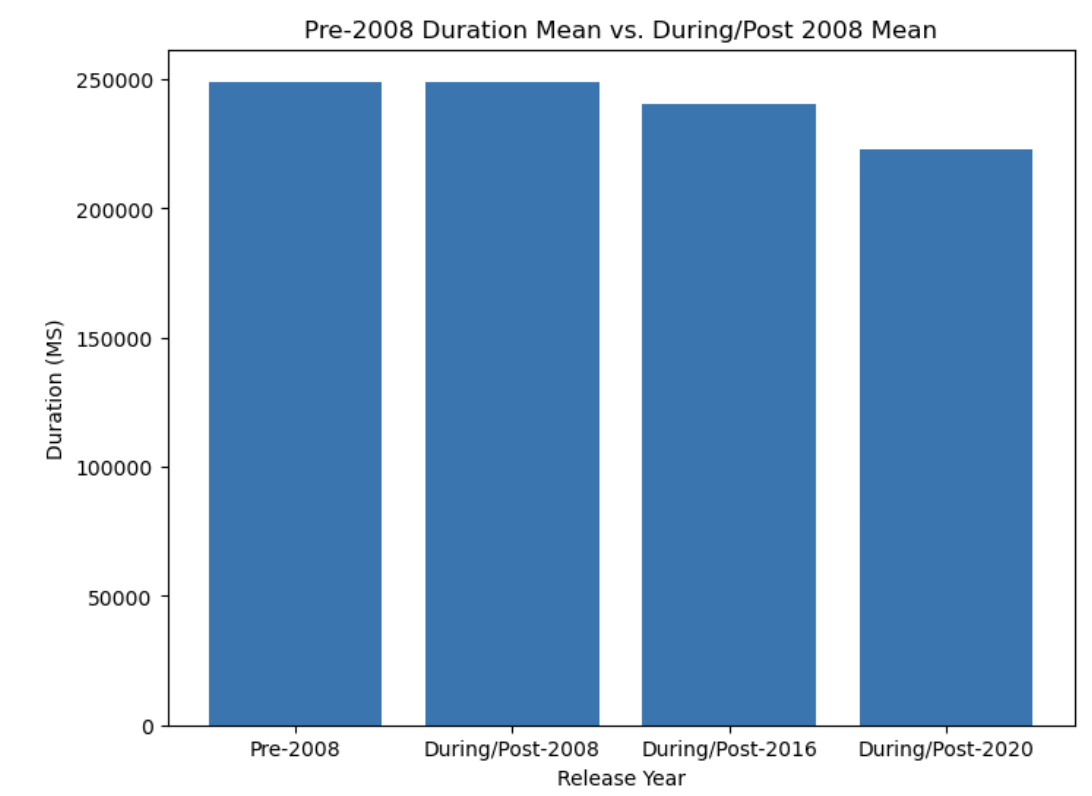 Pre-2008 Duration Mean vs. During/Post 2008 Mean
Duration (MS)
250000
200000
150000
100000
50000
0
Pre-2008
During/Post-2008
During/Post-2016
During/Post-2020
Release Year